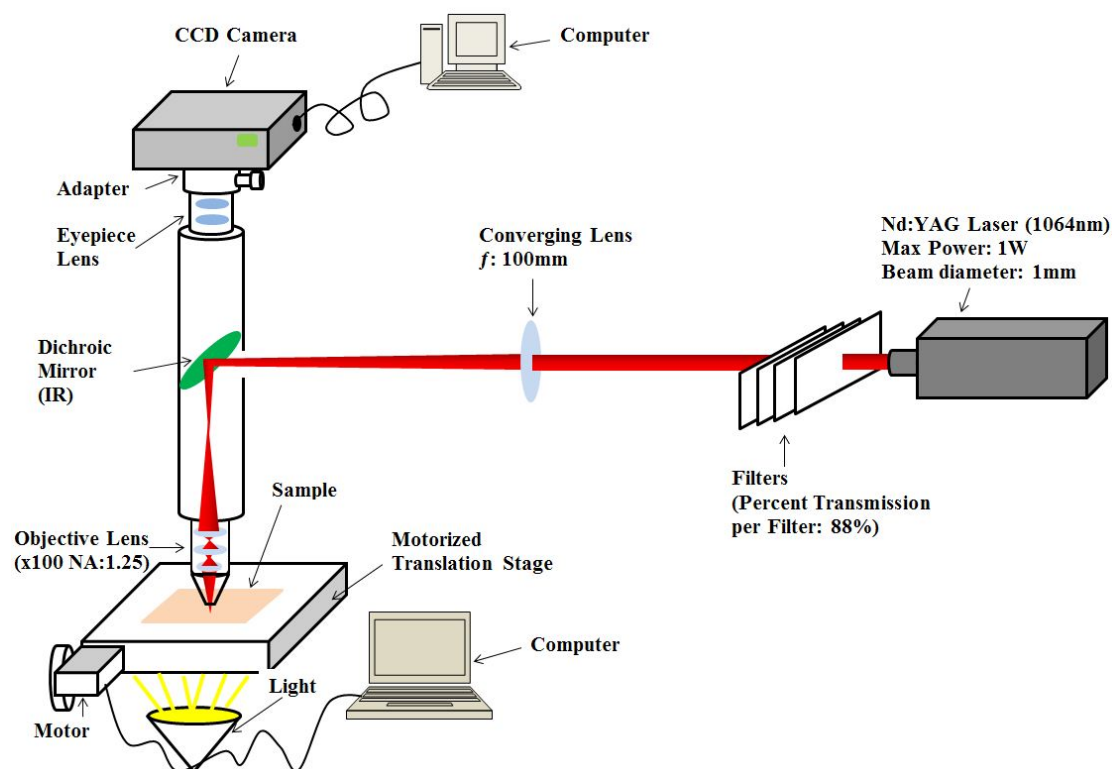 CCD Camera
Computer
Adapter
Eyepiece
Lens
Converging Lens
f: 100mm
Nd:YAG Laser (1064nm)
Max Power: 1W
Beam diameter: 1mm
Dichroic
Mirror
(IR)
Filters
(Percent Transmission
per Filter: 88%)
Sample
Objective Lens
(x100 NA:1.25)
Motorized
Translation Stage
Computer
Light
Motor